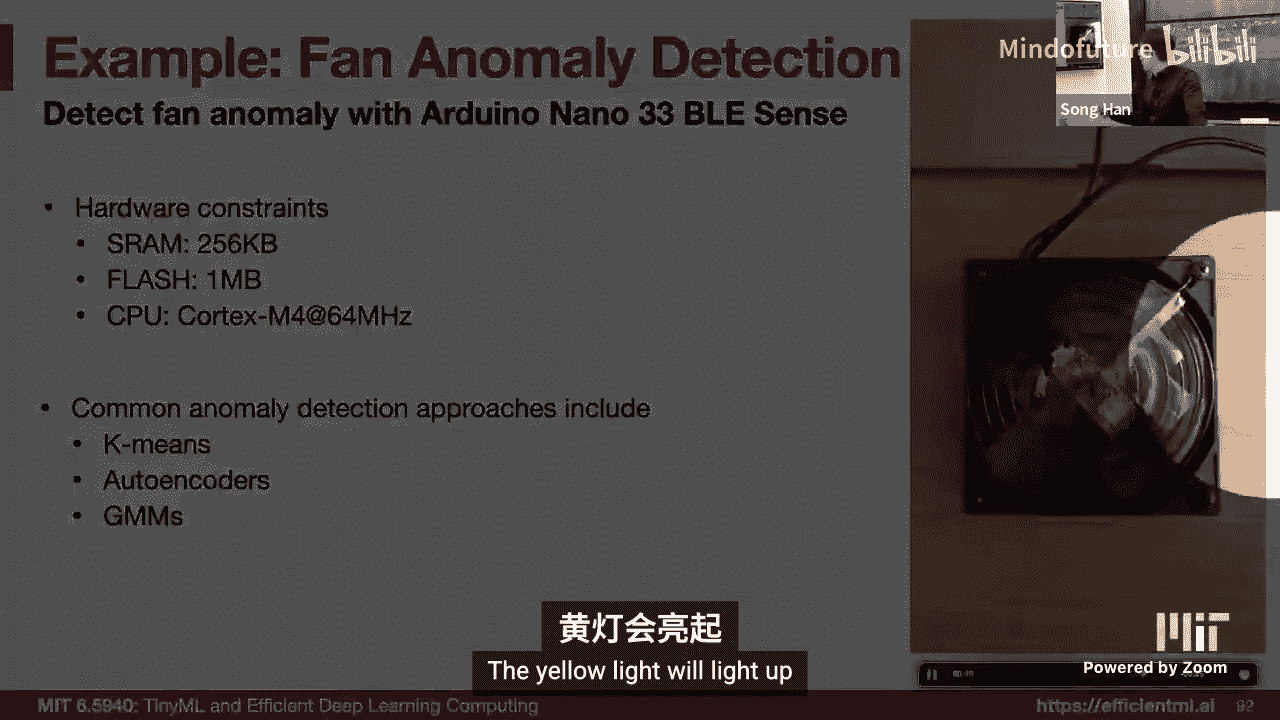 Example: Fan Anomaly Detection
Detect fan anomaly with Arduino Nano 33 BLE Sense
• Hardware constraints
• SRAM: 256KB
• FLASH: 1MB
• CPU: Cortex-M4@64MHz
• Common anomaly detection approaches include
• K-means
• Autoencoders
• GMMs
Mindofuture bilibili
Song Han
黄灯会亮起
The yellow light will light up
MIT
Powered by Zoom
MIT 6.5940: TinyML and Efficient Deep Learning Computing
https://efficientml.ai
92